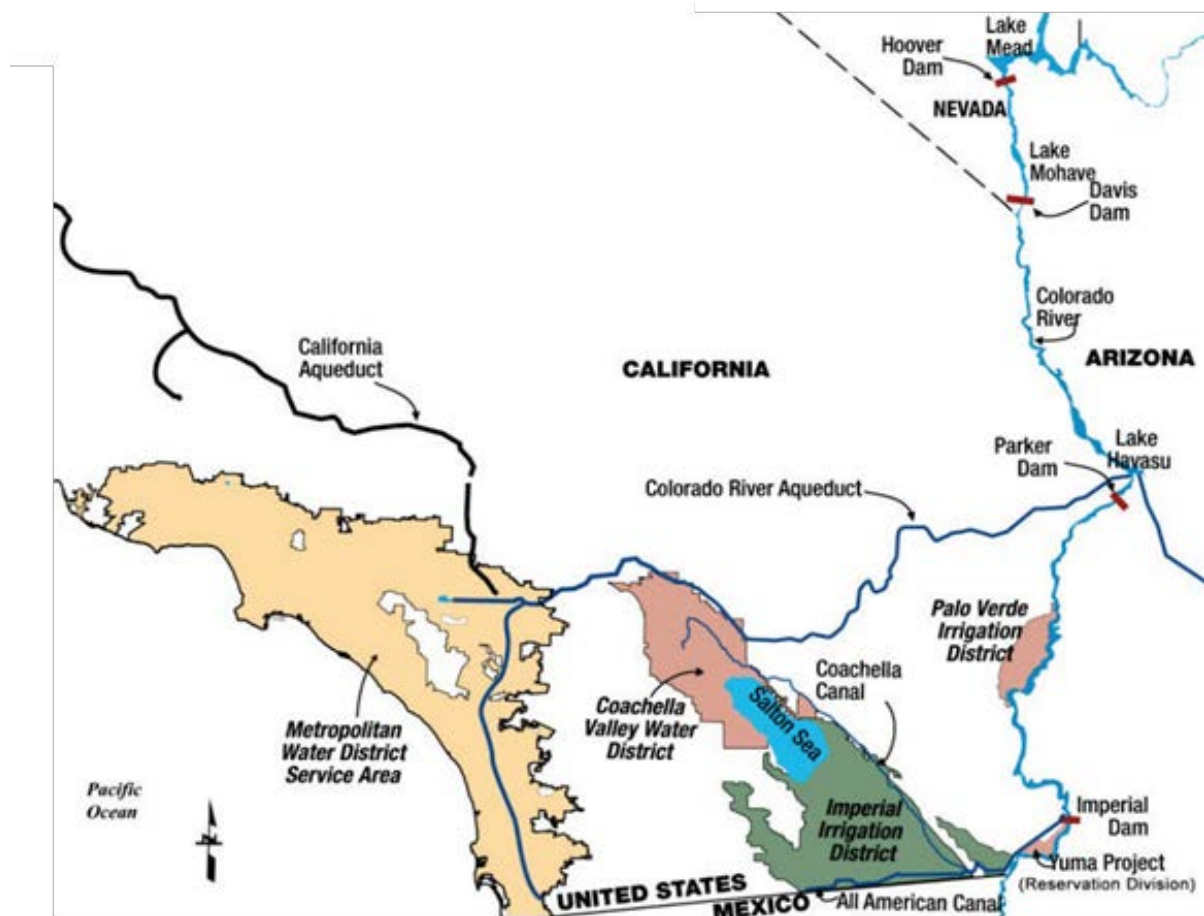 Lake
Mead
Hoover
Dam
NEVADA
Lake
Mohave
Davis
Dam
Colorado
River
California
Aqueduct
CALIFORNIA
ARIZONA
Parker
Dam
Lake
Havasu
Colorado River Aqueduct
Palo Verde
Irrigation
District
Coachella
Canal
Metropolitan
Water District
Service Area
Coachella
Valley Water
District
Salton Sea
Pacific
Ocean
N
Imperial
Irrigation
District
Imperial
Dam
Yuma Project
(Reservation Division)
UNITED STATES
MEXICO
All American Canal